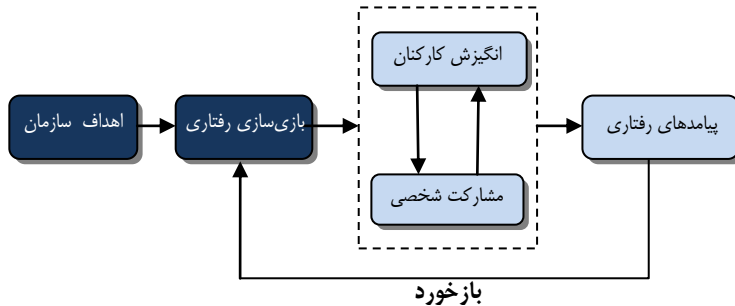 انگیزش کارکنان
اهداف سازمان
بازی‌سازی رفتاری
پیامدهای رفتاری
مشارکت شخصی
بازخورد